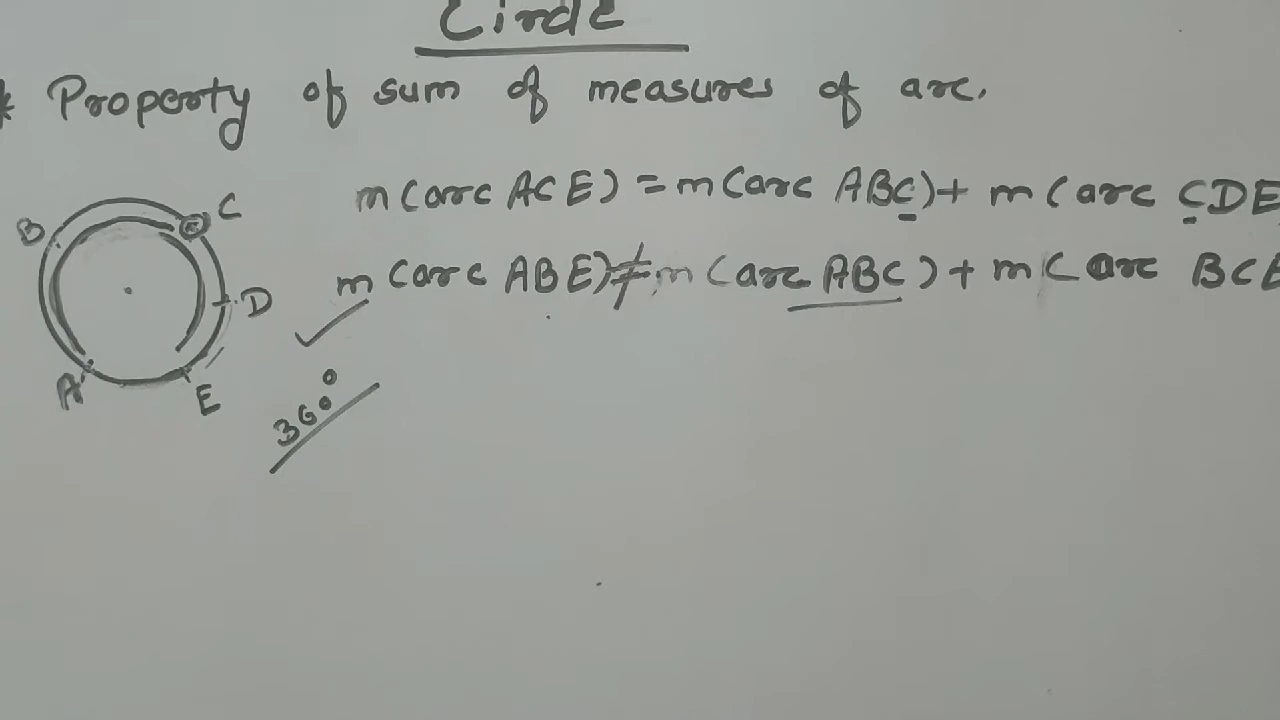 Circle
* Property of sum of measures of arc.
m(arc ACE) = m(arc ABC) + m(arc CDE
m(arc ABE) ≠ m(arc ABC) + m(arc BCE
B
C
D
A
E
360°